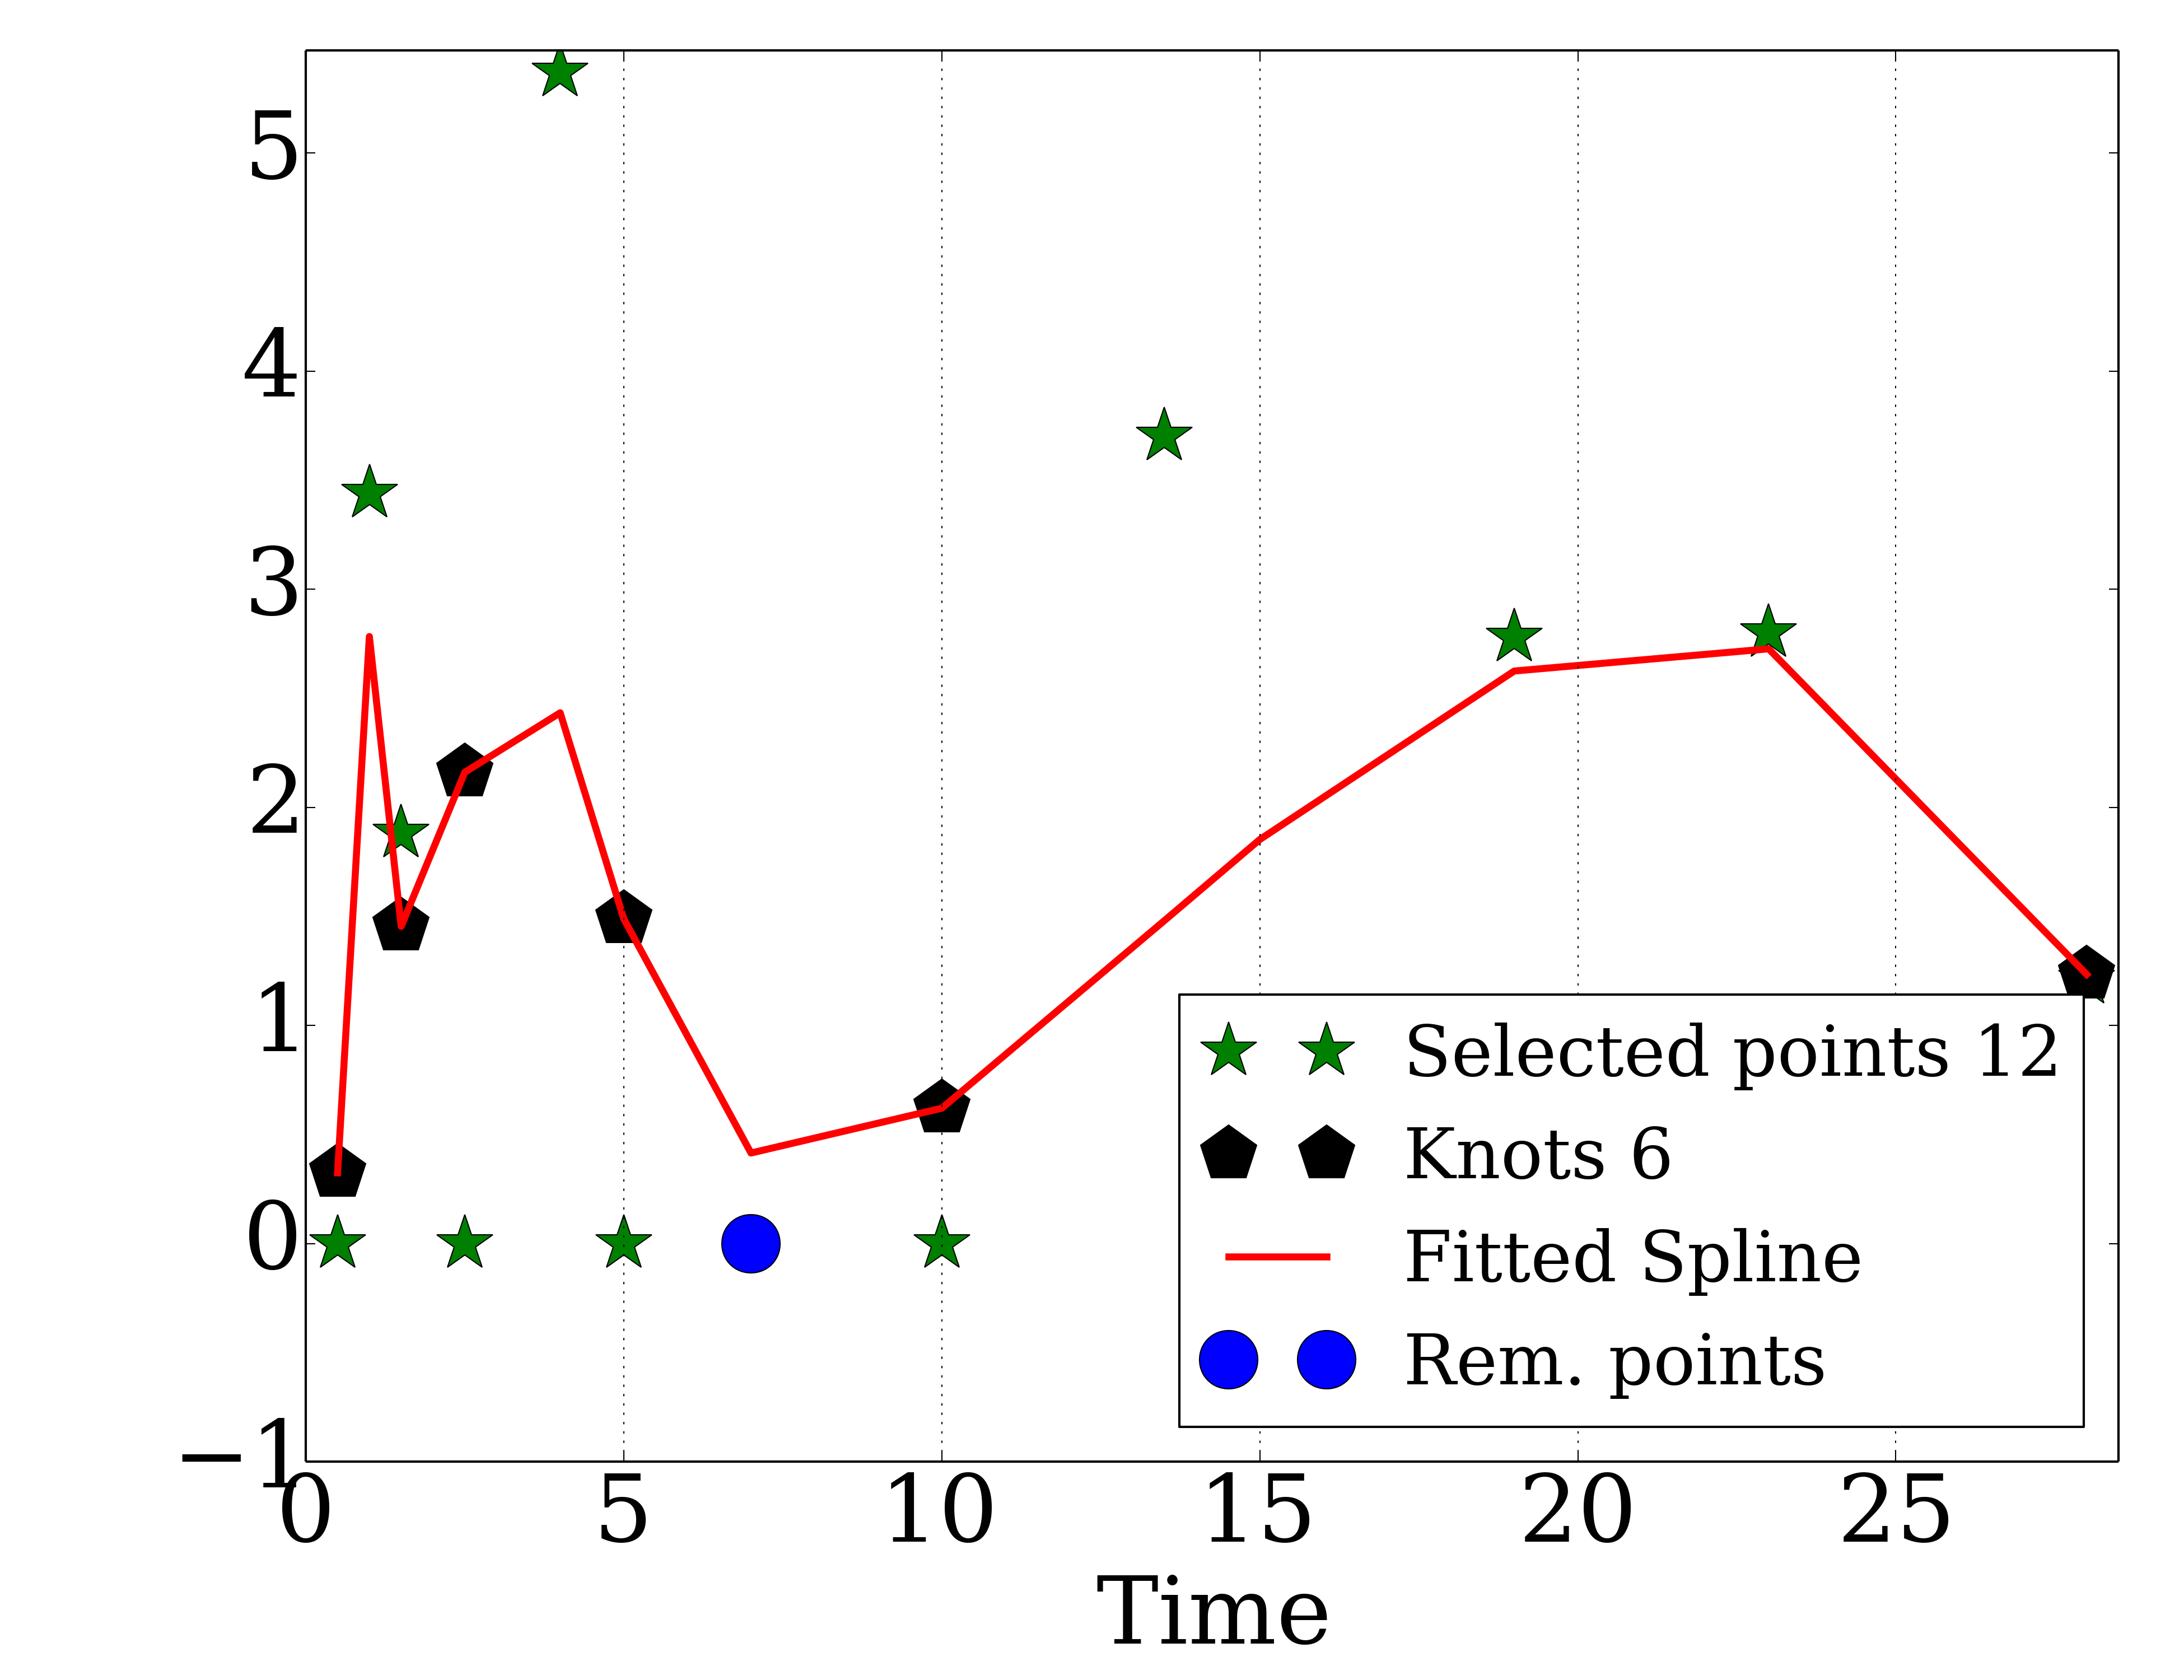 5
4
3
2
1
0
−1
0 5 10 15 20 25
Time
Selected points 12
Knots 6
Fitted Spline
Rem. points